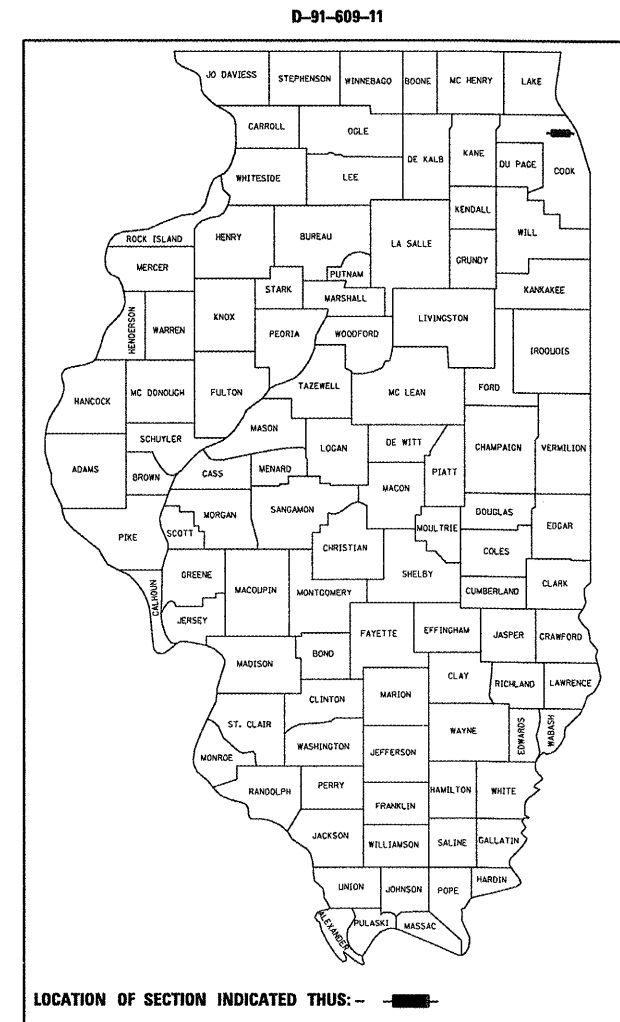 D-91-609-11
JO DAVIESS STEPHENSON WINNEBAGO BOONE MC HENRY LAKE
CARROLL OGLE DE KALB KANE DU PAGE COOK
WHITESIDE LEE
KENDALL
ROCK ISLAND HENRY BUREAU LA SALLE WILL
MERCER PUTNAM GRUNDY
STARK MARSHALL KANKAKEE
HENDERSON WARREN KNOX PEORIA WOODFORD LIVINGSTON IROQUOIS
HANCOCK MC DONOUGH FULTON TAZEWELL MC LEAN FORD
MASON
SCHUYLER LOGAN DE WITT CHAMPAIGN VERMILION
ADAMS BROWN CASS MENARD MACON PIATT
PIKE SCOTT MORGAN SANGAMON CHRISTIAN MOULTRIE DOUGLAS EDGAR
COLES
CALHOUN GREENE MACOUPIN MONTGOMERY SHELBY CUMBERLAND CLARK
JERSEY
MADISON BOND FAYETTE EFFINGHAM JASPER CRAWFORD
CLINTON MARION CLAY RICHLAND LAWRENCE
ST. CLAIR WASHINGTON JEFFERSON WAYNE EDWARDS WABASH
MONROE
RANDOLPH PERRY FRANKLIN HAMILTON WHITE
JACKSON WILLIAMSON SALINE GALLATIN
UNION JOHNSON POPE HARDIN
ALEXANDER PULASKI MASSAC
LOCATION OF SECTION INDICATED THUS: –